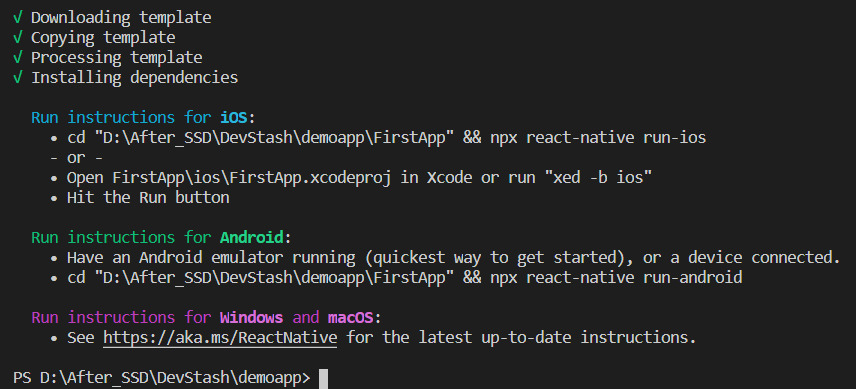 √ Downloading template
√ Copying template
√ Processing template
√ Installing dependencies
Run instructions for iOS:
• cd "D:\After_SSD\DevStash\demoapp\FirstApp" && npx react-native run-ios
- or -
• Open FirstApp\ios\FirstApp.xcodeproj in Xcode or run "xed -b ios"
• Hit the Run button
Run instructions for Android:
• Have an Android emulator running (quickest way to get started), or a device connected.
• cd "D:\After_SSD\DevStash\demoapp\FirstApp" && npx react-native run-android
Run instructions for Windows and macOS:
• See https://aka.ms/ReactNative for the latest up-to-date instructions.
PS D:\After_SSD\DevStash\demoapp>